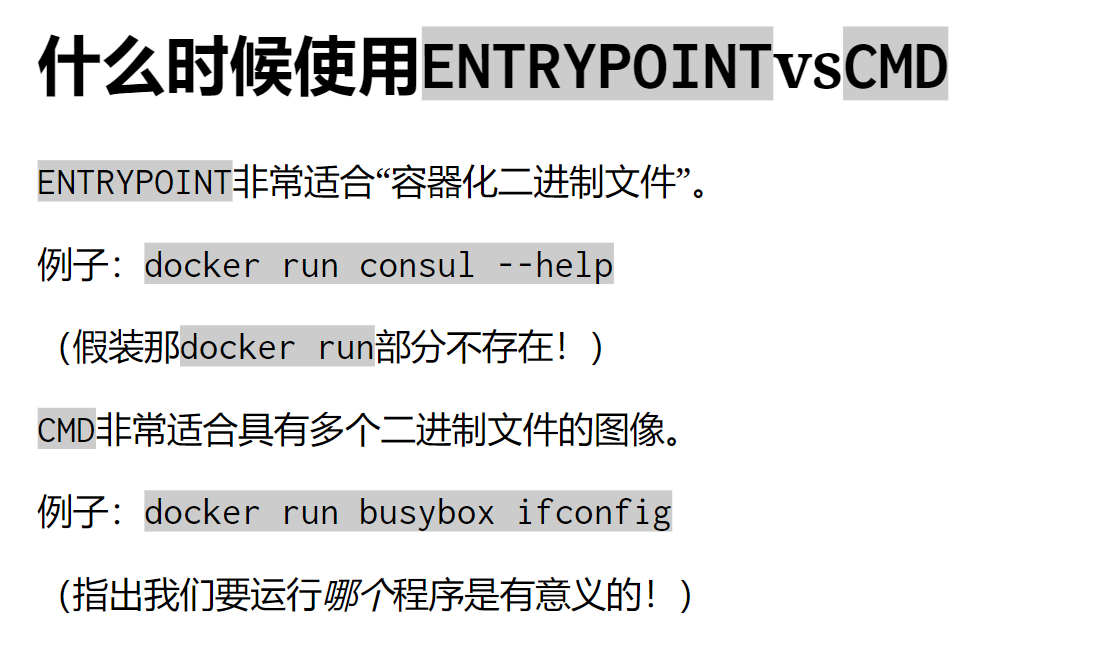 什么时候使用ENTRYPOINTvsCMD
ENTRYPOINT非常适合“容器化二进制文件”。
例子：docker run consul --help
（假装那docker run部分不存在！）
CMD非常适合具有多个二进制文件的图像。
例子：docker run busybox ifconfig
（指出我们要运行哪个程序是有意义的！）